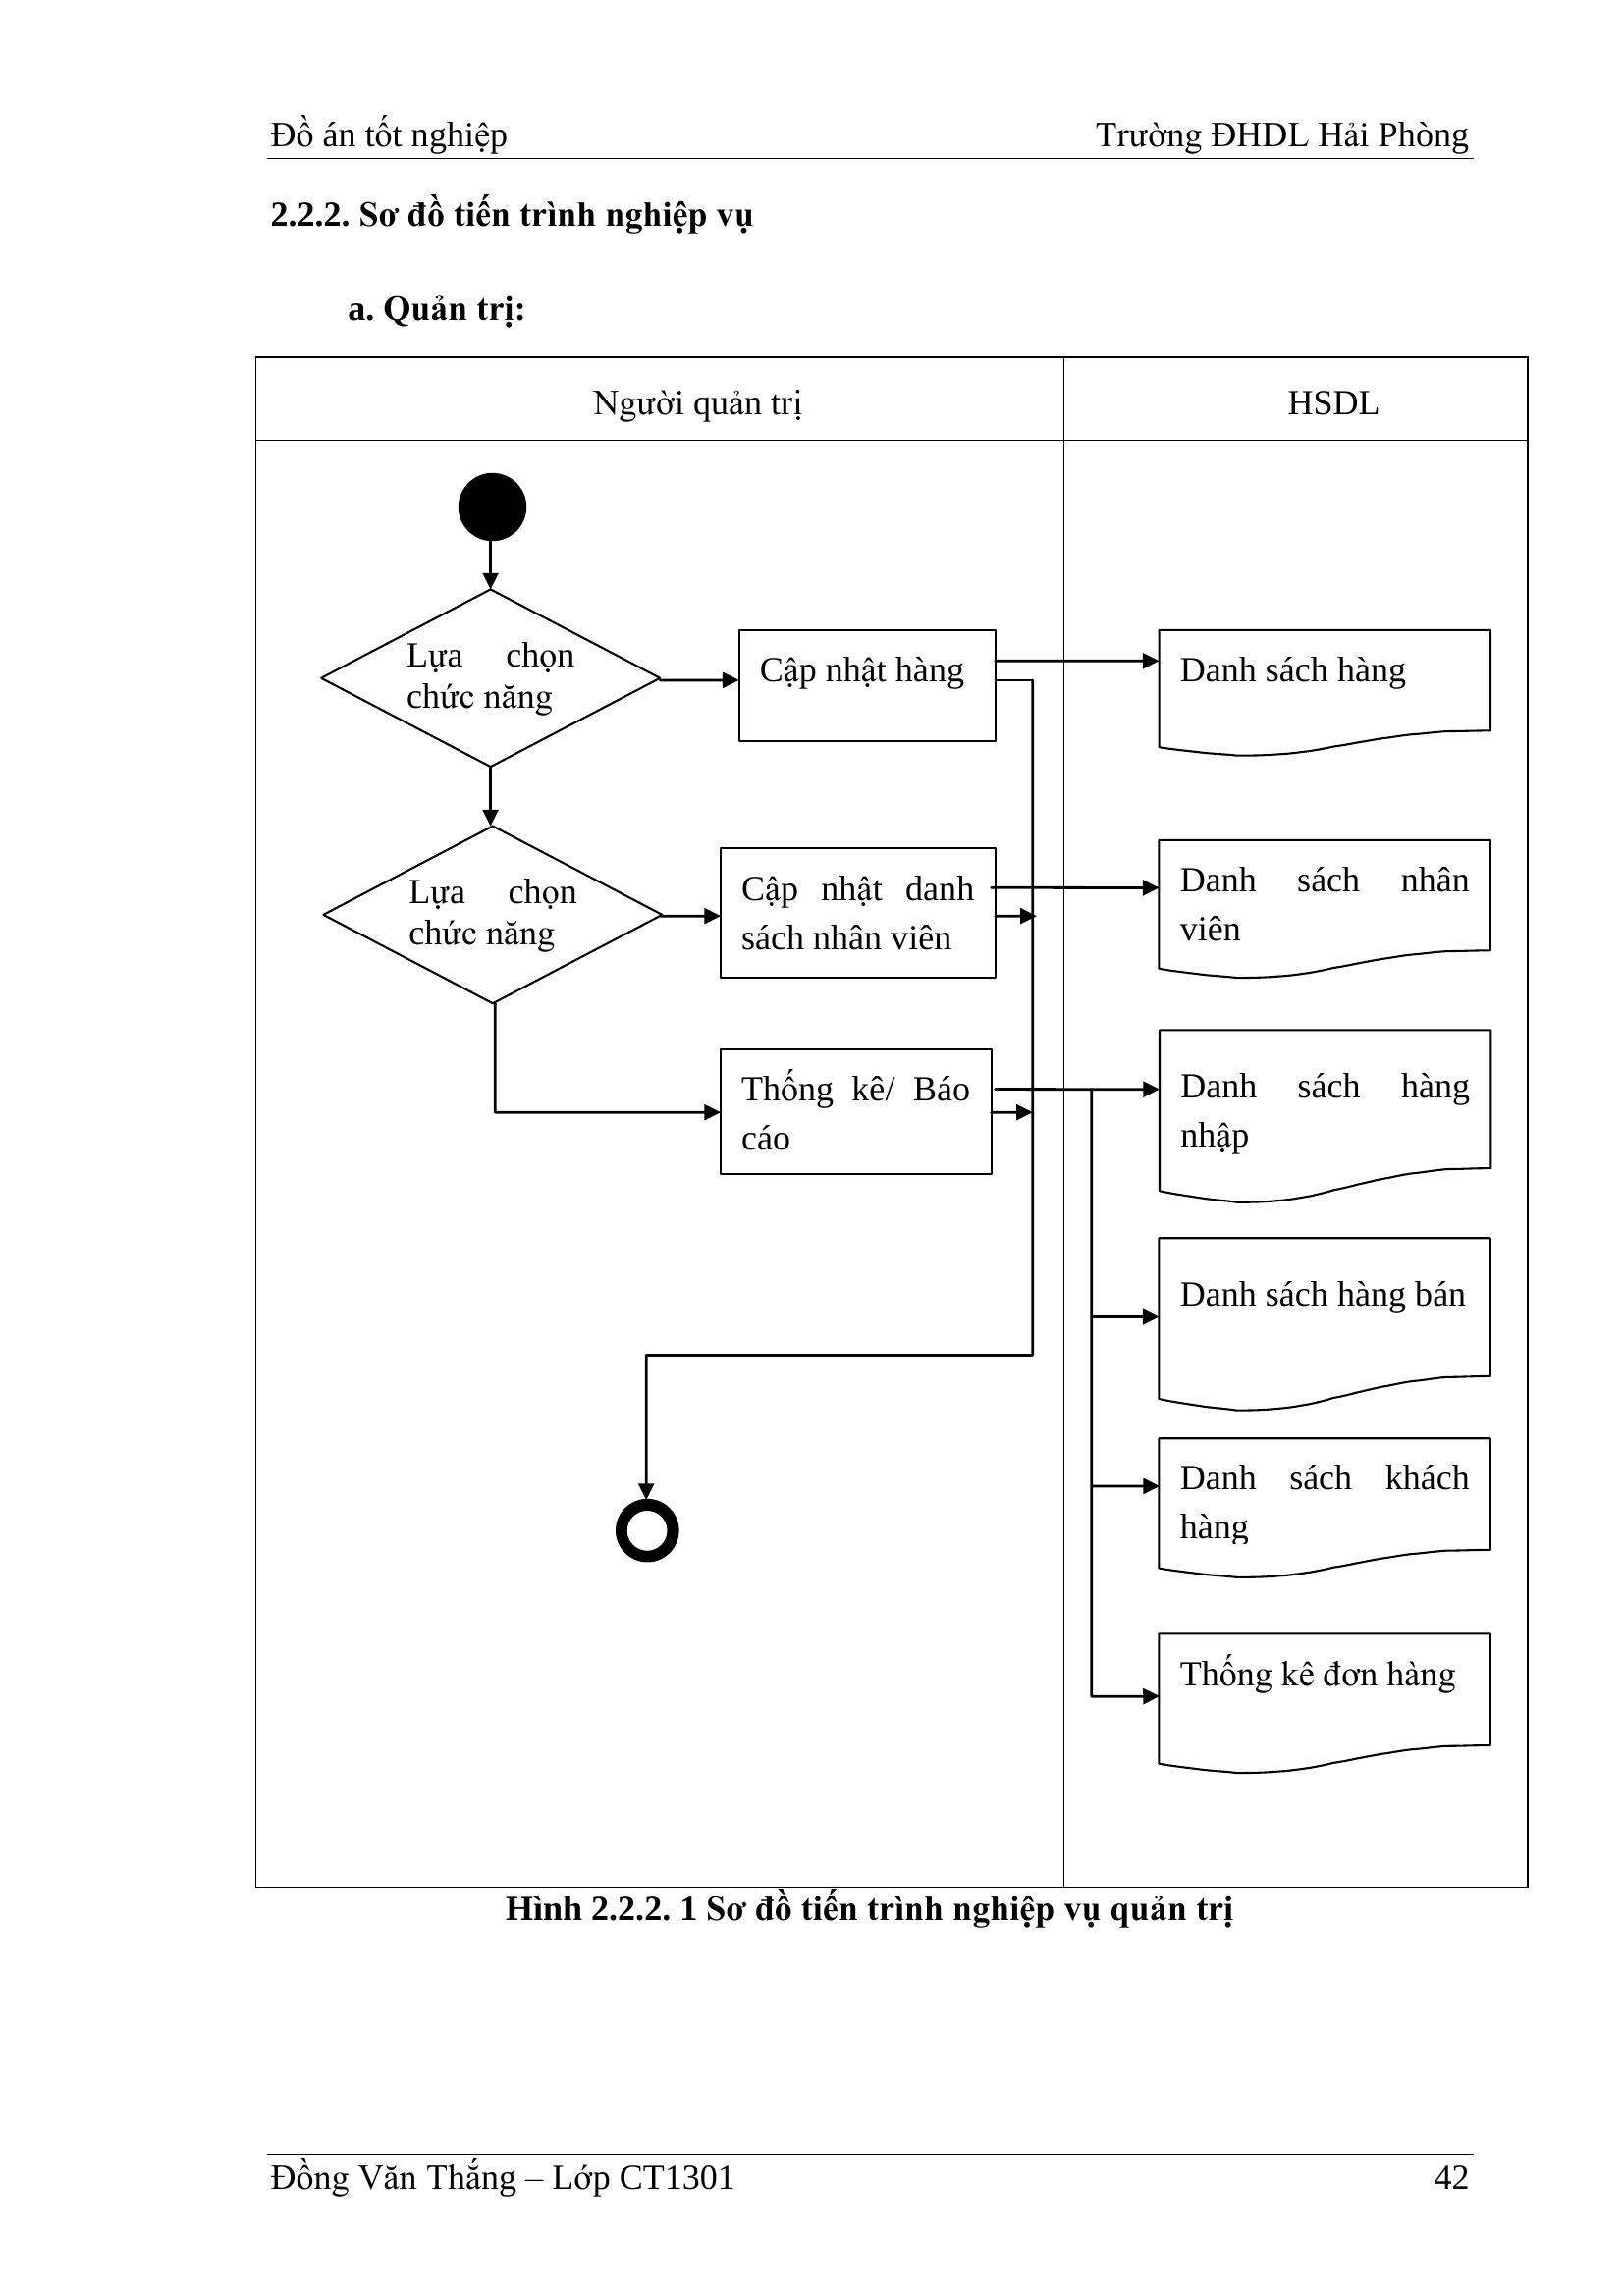 Đồ án tốt nghiệp Trường ĐHDL Hải Phòng
2.2.2. Sơ đồ tiến trình nghiệp vụ
a. Quản trị:
Người quản trị HSDL
Lựa chọn
chức năng
Cập nhật hàng
Danh sách hàng
Lựa chọn
chức năng
Cập nhật danh
sách nhân viên
Danh sách nhân
viên
Thống kê/ Báo
cáo
Danh sách hàng
nhập
Danh sách hàng bán
Danh sách khách
hàng
Thống kê đơn hàng
Hình 2.2.2. 1 Sơ đồ tiến trình nghiệp vụ quản trị
Đồng Văn Thắng – Lớp CT1301 42